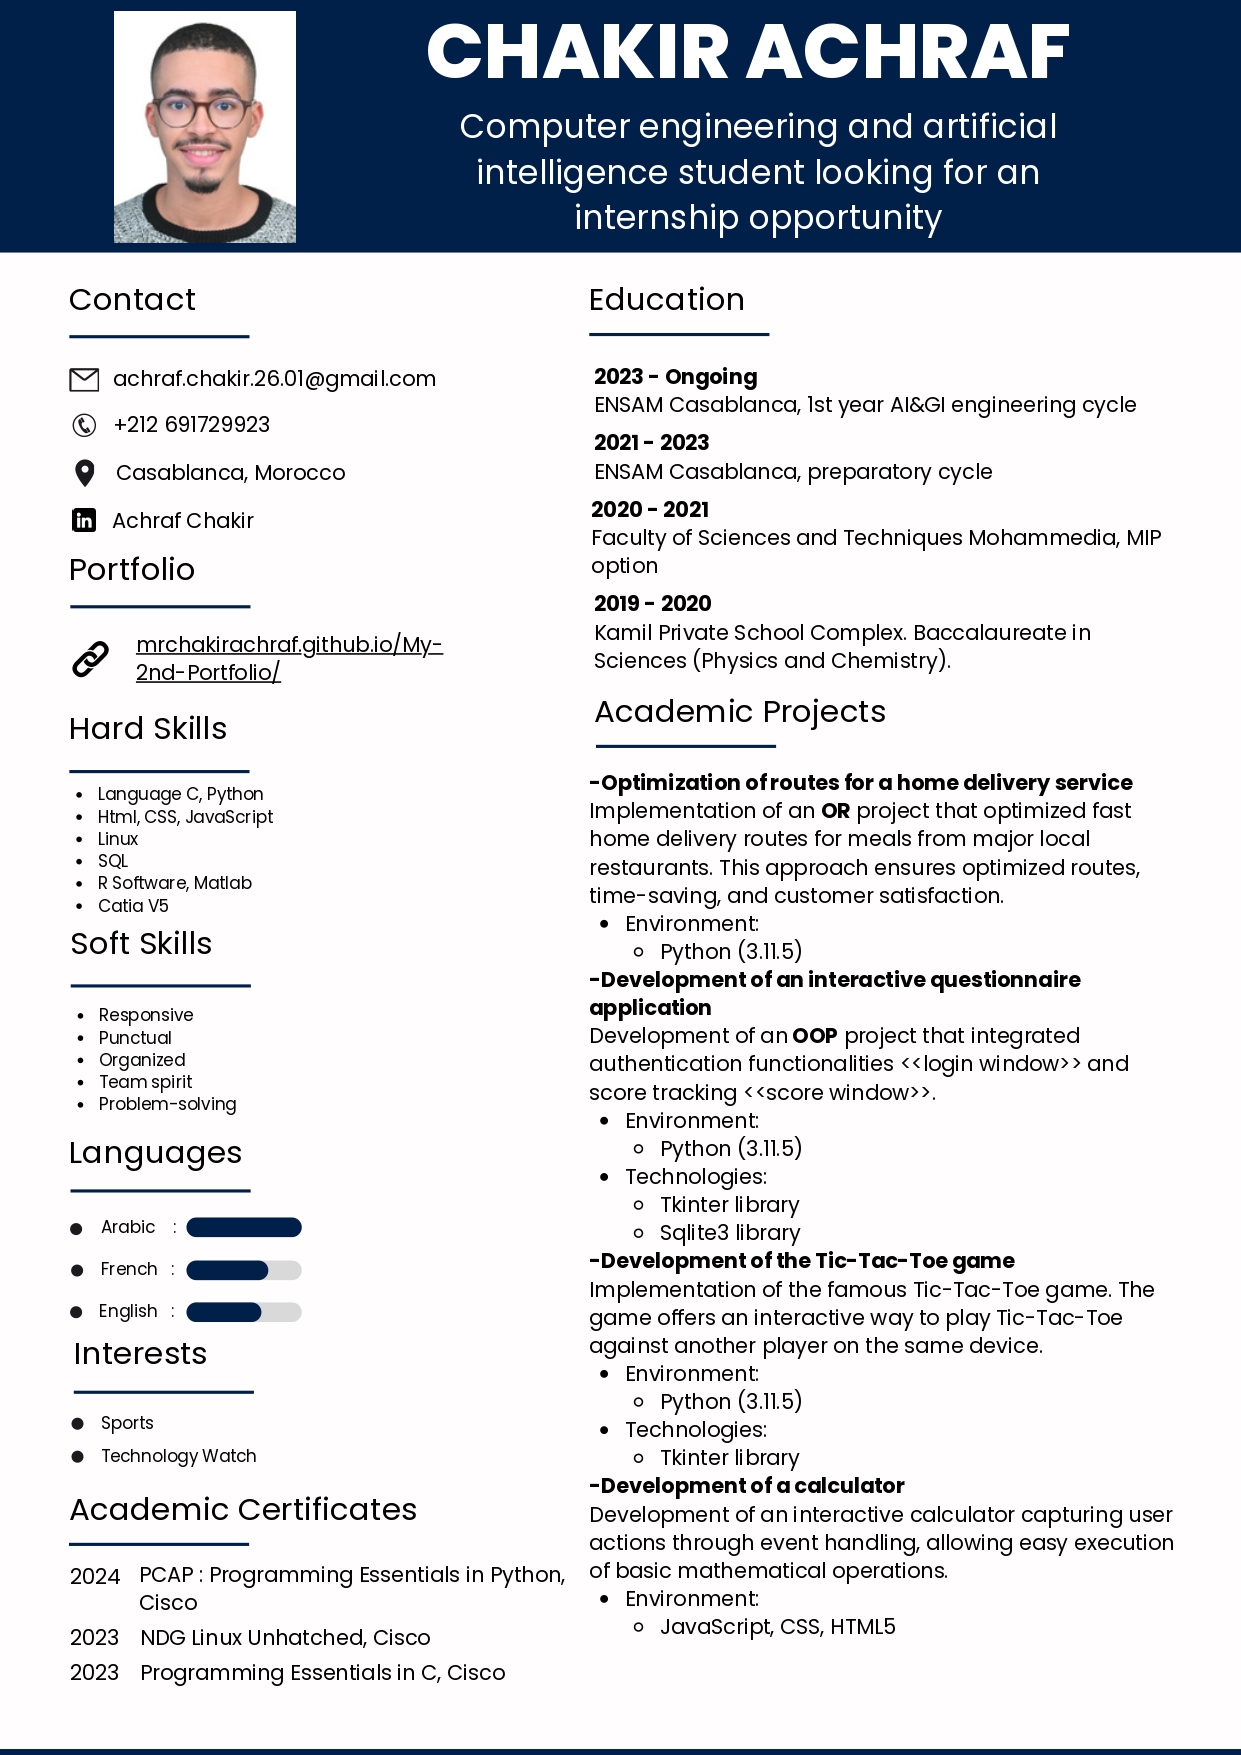 CHAKIR ACHRAF
Computer engineering and artificial
intelligence student looking for an
internship opportunity
Contact
achraf.chakir.26.01@gmail.com
+212 691729923
Casablanca, Morocco
Achraf Chakir
Portfolio
mrchakirachraf.github.io/My-
2nd-Portfolio/
Hard Skills
• Language C, Python
• Html, CSS, JavaScript
• Linux
• SQL
• R Software, Matlab
• Catia V5
Soft Skills
• Responsive
• Punctual
• Organized
• Team spirit
• Problem-solving
Languages
• Arabic :
• French :
• English :
Interests
• Sports
• Technology Watch
Academic Certificates
2024 PCAP : Programming Essentials in Python,
Cisco
2023 NDG Linux Unhatched, Cisco
2023 Programming Essentials in C, Cisco
Education
2023 - Ongoing
ENSAM Casablanca, 1st year AI&GI engineering cycle
2021 - 2023
ENSAM Casablanca, preparatory cycle
2020 - 2021
Faculty of Sciences and Techniques Mohammedia, MIP
option
2019 - 2020
Kamil Private School Complex. Baccalaureate in
Sciences (Physics and Chemistry).
Academic Projects
-Optimization of routes for a home delivery service
Implementation of an OR project that optimized fast
home delivery routes for meals from major local
restaurants. This approach ensures optimized routes,
time-saving, and customer satisfaction.
• Environment:
◦ Python (3.11.5)
-Development of an interactive questionnaire
application
Development of an OOP project that integrated
authentication functionalities <<login window>> and
score tracking <<score window>>.
• Environment:
◦ Python (3.11.5)
• Technologies:
◦ Tkinter library
◦ Sqlite3 library
-Development of the Tic-Tac-Toe game
Implementation of the famous Tic-Tac-Toe game. The
game offers an interactive way to play Tic-Tac-Toe
against another player on the same device.
• Environment:
◦ Python (3.11.5)
• Technologies:
◦ Tkinter library
-Development of a calculator
Development of an interactive calculator capturing user
actions through event handling, allowing easy execution
of basic mathematical operations.
• Environment:
◦ JavaScript, CSS, HTML5